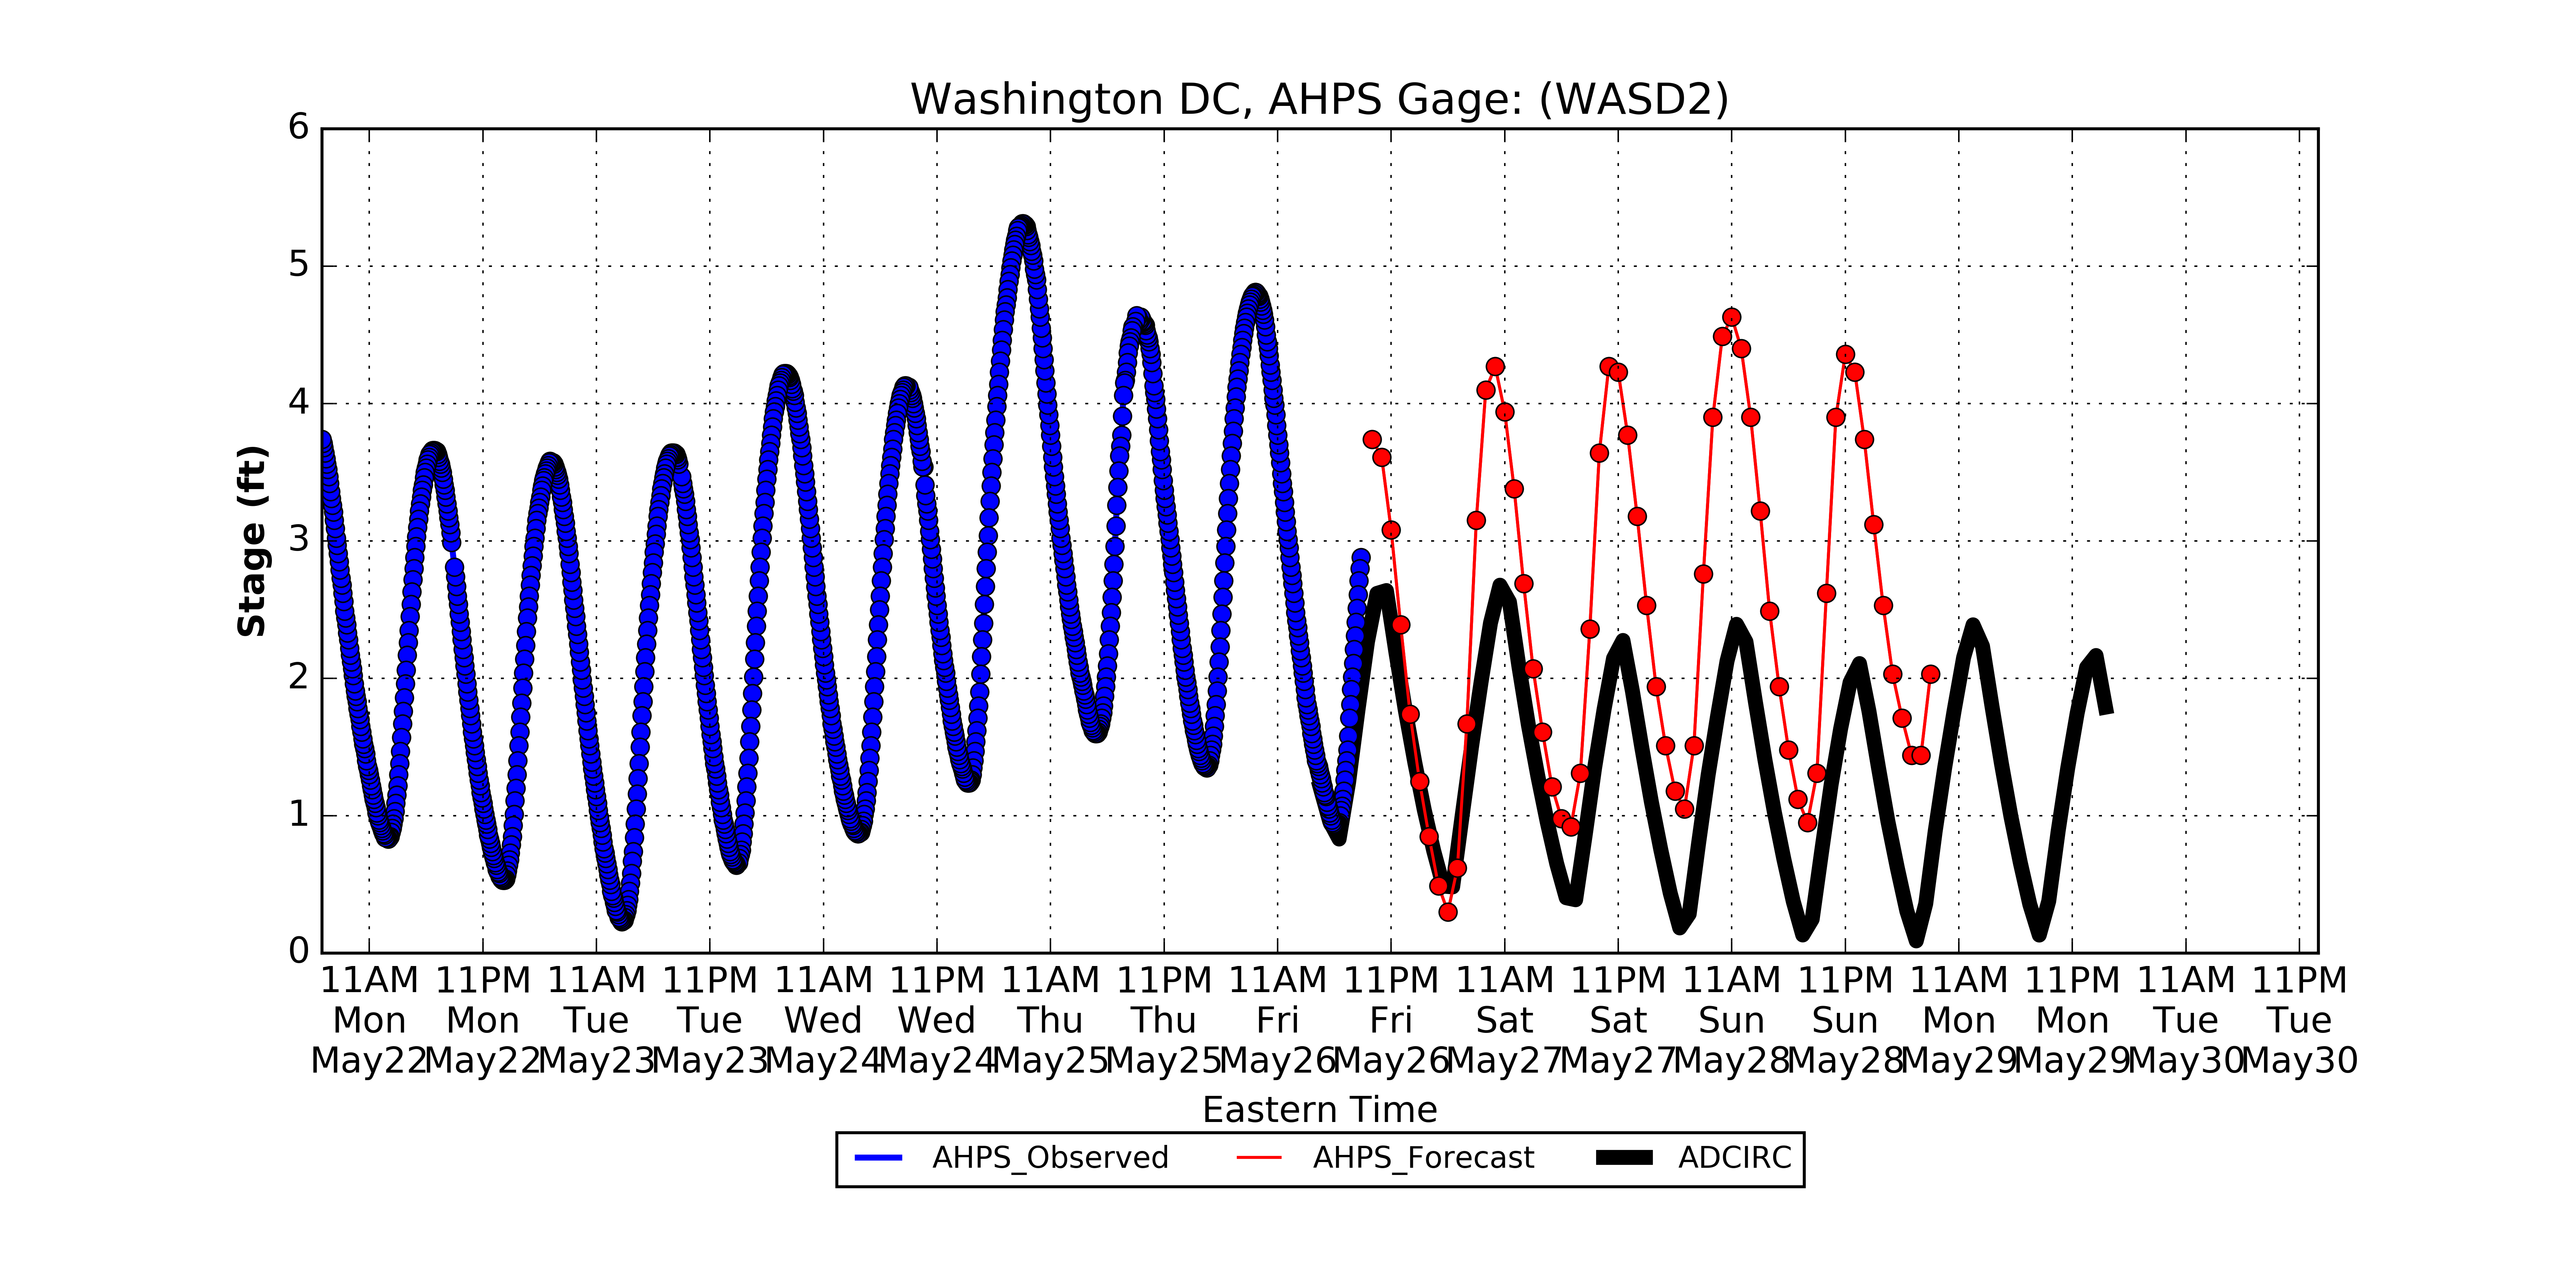 Washington DC, AHPS Gage: (WASD2)
6
5
4
3
2
1
0
Stage (ft)
11AM 11PM 11AM 11PM 11AM 11PM 11AM 11PM 11AM 11PM 11AM 11PM 11AM 11PM 11AM 11PM 11AM 11PM
Mon Mon Tue Tue Wed Wed Thu Thu Fri Fri Sat Sat Sun Sun Mon Mon Tue Tue
May22 May22 May23 May23 May24 May24 May25 May25 May26 May26 May27 May27 May28 May28 May29 May29 May30 May30
Eastern Time
AHPS_Observed AHPS_Forecast ADCIRC